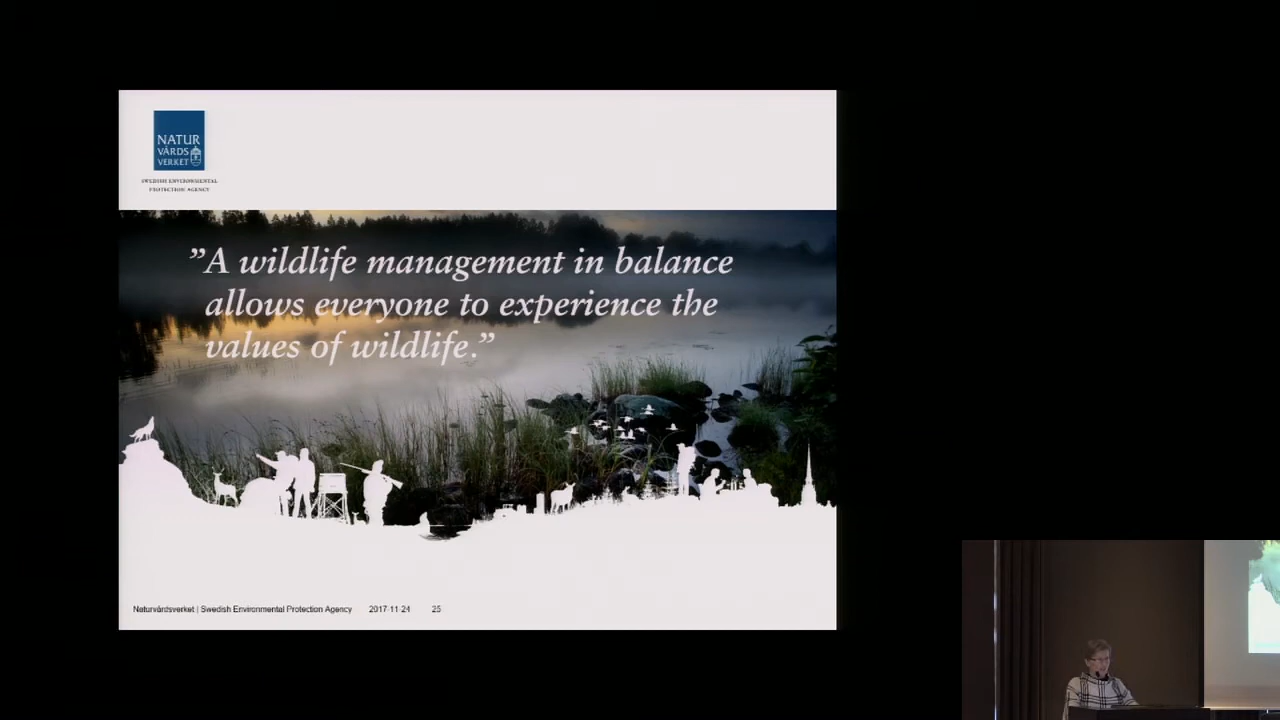 NATUR
VÅRDS
VERKET
SWEDISH ENVIRONMENTAL
PROTECTION AGENCY
”A wildlife management in balance
allows everyone to experience the
values of wildlife.”
Naturvårdsverket | Swedish Environmental Protection Agency 2017-11-24 25